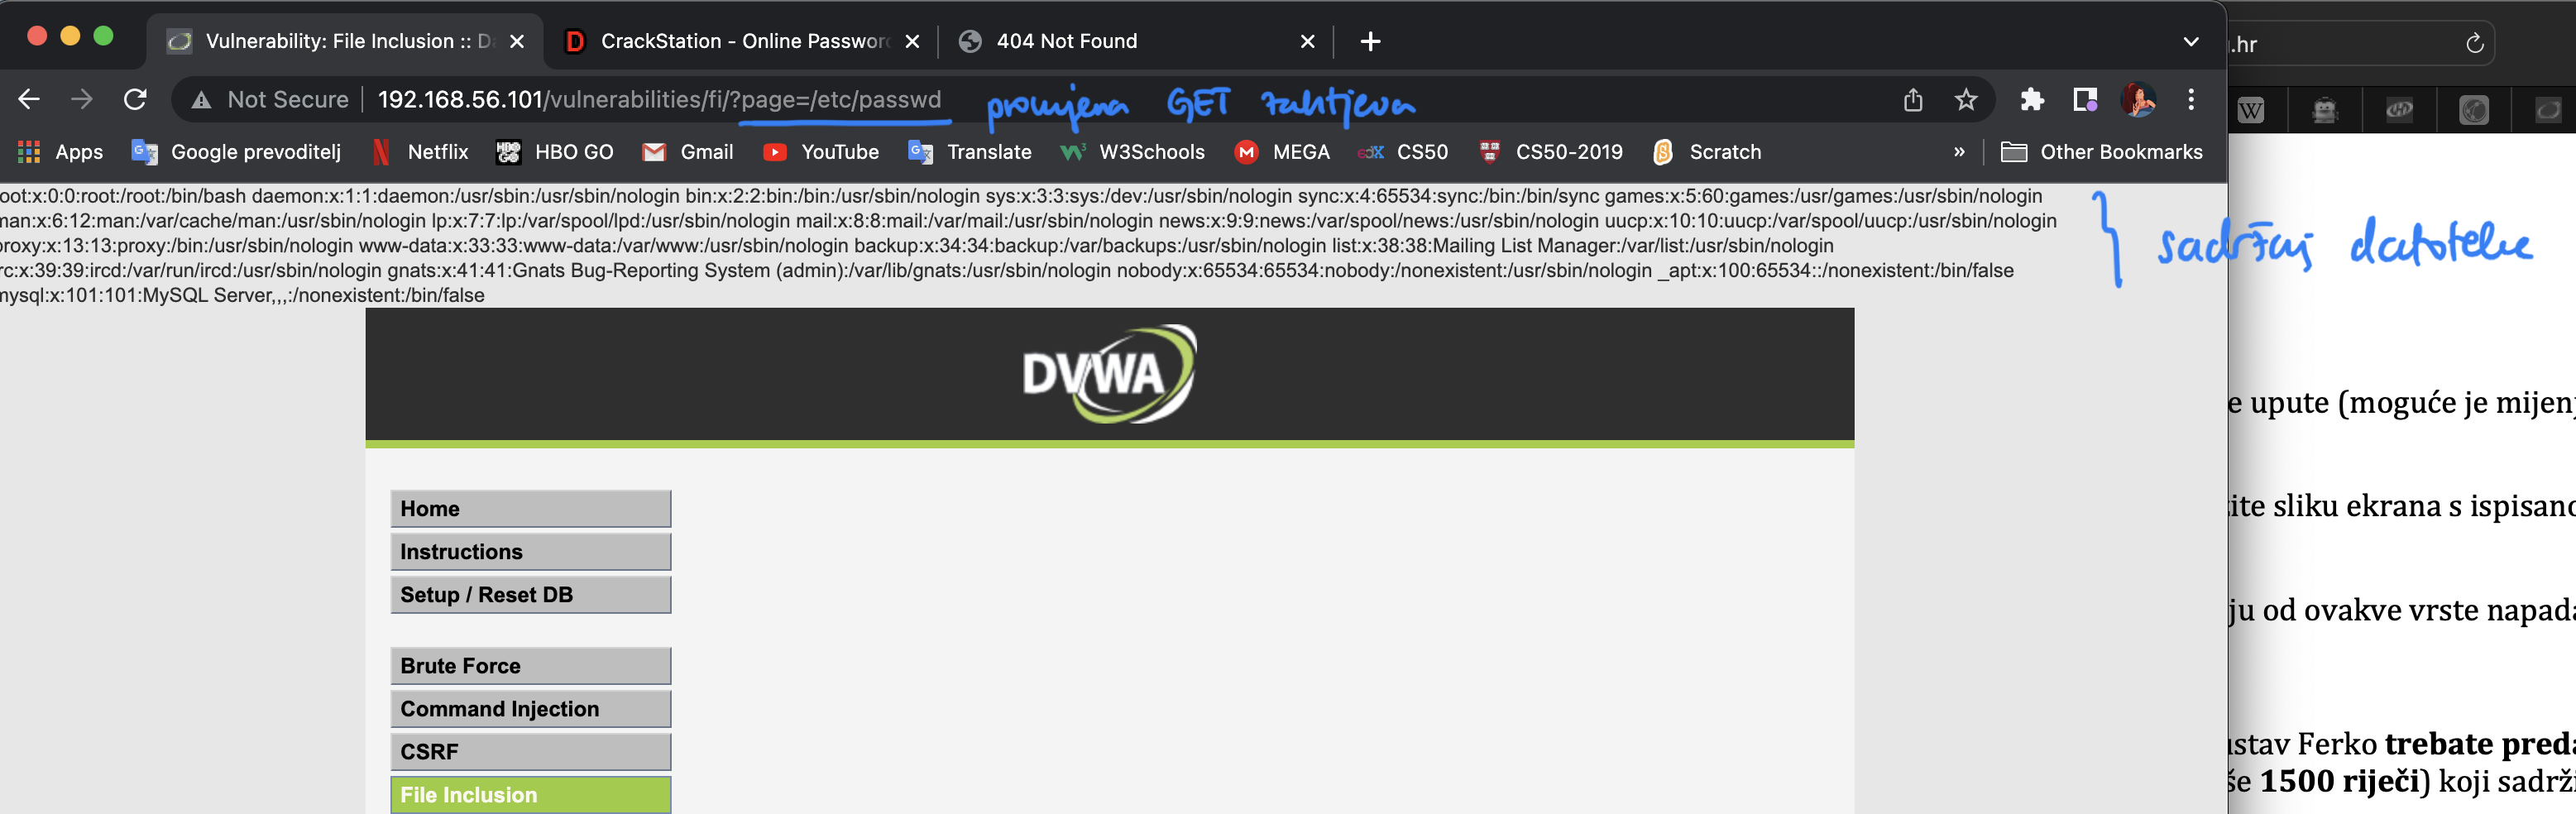 Vulnerability: File Inclusion :: Da
CrackStation - Online Password
404 Not Found
.hr
Not Secure 192.168.56.101/vulnerabilities/fi/?page=/etc/passwd
promjena GET zahtjeva
Apps Google prevoditelj Netflix HBO GO Gmail YouTube Translate W3Schools MEGA CS50 CS50-2019 Scratch » Other Bookmarks
oot:x:0:0:root:/root:/bin/bash daemon:x:1:1:daemon:/usr/sbin:/usr/sbin/nologin bin:x:2:2:bin:/bin:/usr/sbin/nologin sys:x:3:3:sys:/dev:/usr/sbin/nologin sync:x:4:65534:sync:/bin:/bin/sync games:x:5:60:games:/usr/games:/usr/sbin/nologin
man:x:6:12:man:/var/cache/man:/usr/sbin/nologin lp:x:7:7:lp:/var/spool/lpd:/usr/sbin/nologin mail:x:8:8:mail:/var/mail:/usr/sbin/nologin news:x:9:9:news:/var/spool/news:/usr/sbin/nologin uucp:x:10:10:uucp:/var/spool/uucp:/usr/sbin/nologin
proxy:x:13:13:proxy:/bin:/usr/sbin/nologin www-data:x:33:33:www-data:/var/www:/usr/sbin/nologin backup:x:34:34:backup:/var/backups:/usr/sbin/nologin list:x:38:38:Mailing List Manager:/var/list:/usr/sbin/nologin
rc:x:39:39:ircd:/var/run/ircd:/usr/sbin/nologin gnats:x:41:41:Gnats Bug-Reporting System (admin):/var/lib/gnats:/usr/sbin/nologin nobody:x:65534:65534:nobody:/nonexistent:/usr/sbin/nologin _apt:x:100:65534::/nonexistent:/bin/false
mysql:x:101:101:MySQL Server,,,:/nonexistent:/bin/false
sadržaj datoteke
DVWA
Home
Instructions
Setup / Reset DB
Brute Force
Command Injection
CSRF
File Inclusion
e upute (moguće je mijenj
ite sliku ekrana s ispisano
ju od ovakve vrste napada
ustav Ferko trebate preda
še 1500 riječi) koji sadrži